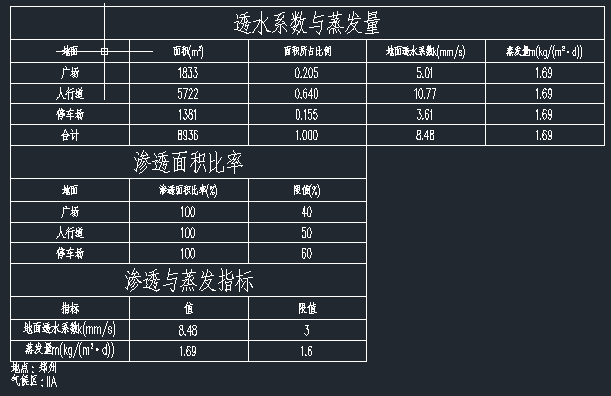 透水系数与蒸发量
地面 面积(m²) 面积所占比例 地面透水系数k(mm/s) 蒸发量m(kg/(m²·d))
广场 1833 0.205 5.01 1.69
人行道 5722 0.640 10.77 1.69
停车场 1381 0.155 3.61 1.69
合计 8936 1.000 8.48 1.69
渗透面积比率
地面 渗透面积比率(%) 限值(%)
广场 100 40
人行道 100 50
停车场 100 60
渗透与蒸发指标
指标 值 限值
地面透水系数k(mm/s) 8.48 3
蒸发量m(kg/(m²·d)) 1.69 1.6
地点：郑州
气候区：IIA